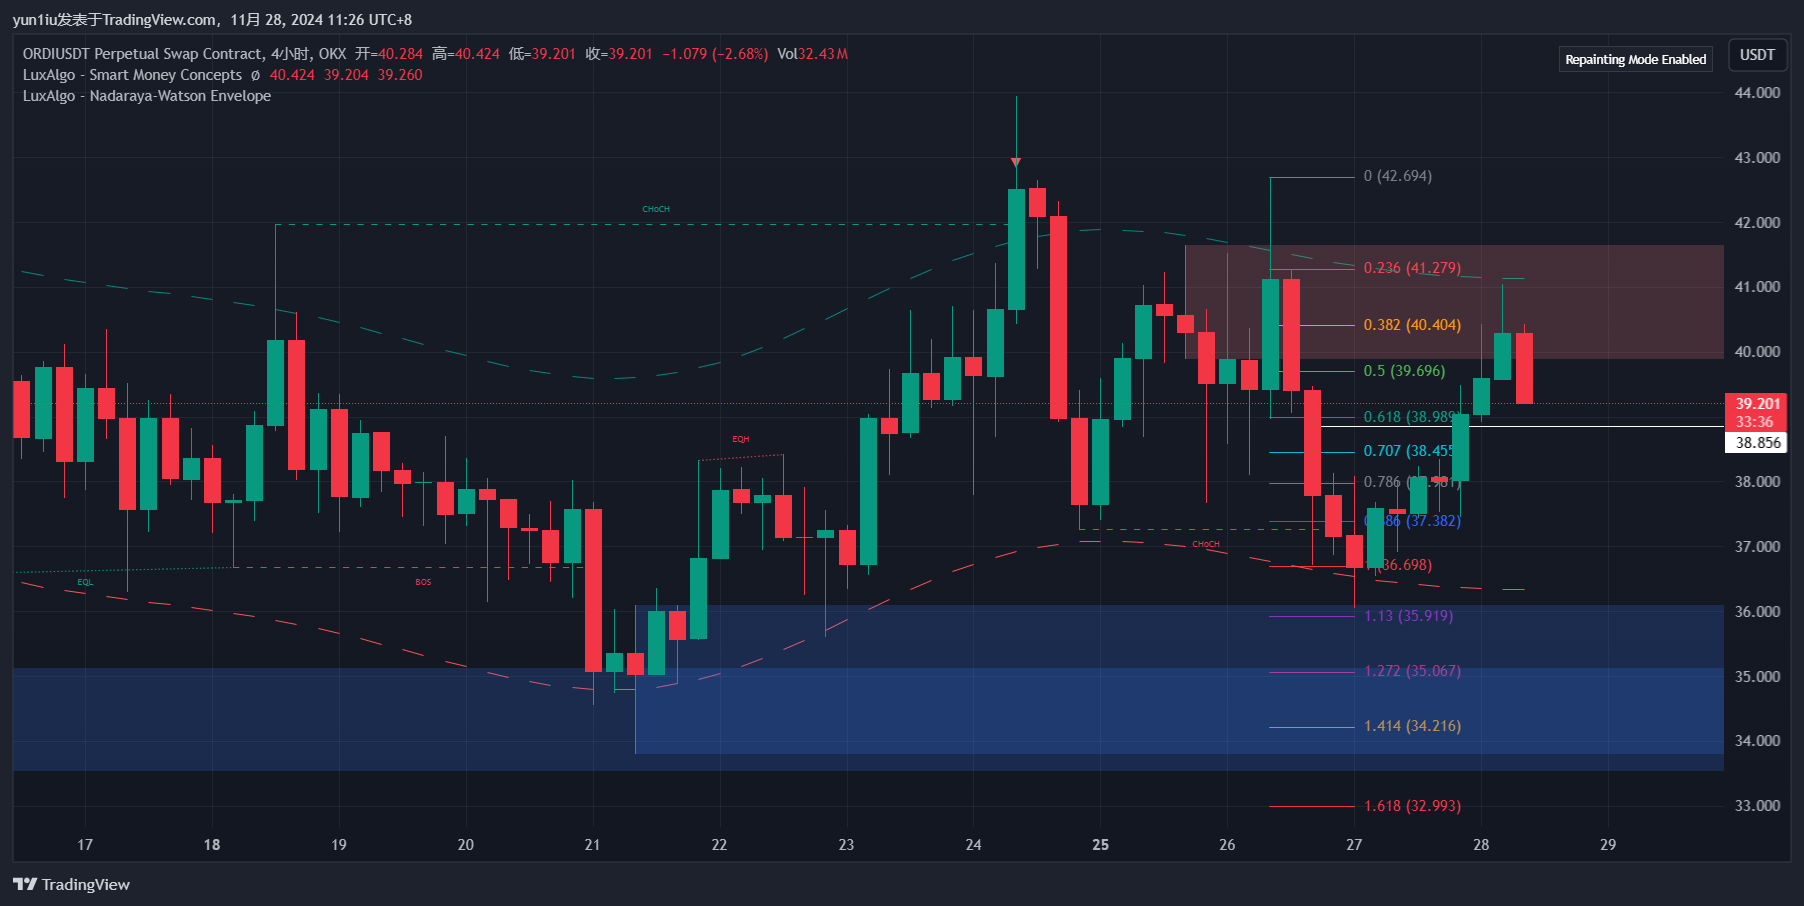 yun1iu发表于TradingView.com, 11月 28, 2024 11:26 UTC+8
ORDIUSDT Perpetual Swap Contract, 4小时, OKX 开=40.284 高=40.424 低=39.201 收=39.201 −1.079 (−2.68%) Vol32.43 M
LuxAlgo - Smart Money Concepts ø 40.424 39.204 39.260
LuxAlgo - Nadaraya-Watson Envelope
Repainting Mode Enabled
USDT
44.000
43.000
0 (42.694)
CHoCH
42.000
0.236 (41.279)
41.000
0.382 (40.404)
40.000
0.5 (39.696)
39.201
33:36
0.618 (38.989)
38.856
EQH
0.707 (38.455)
38.000
0.786
(37.382)
CHoCH
37.000
(36.698)
EQL
BOS
36.000
1.13 (35.919)
1.272 (35.067)
35.000
1.414 (34.216)
34.000
1.618 (32.993)
33.000
17 18 19 20 21 22 23 24 25 26 27 28 29
TradingView